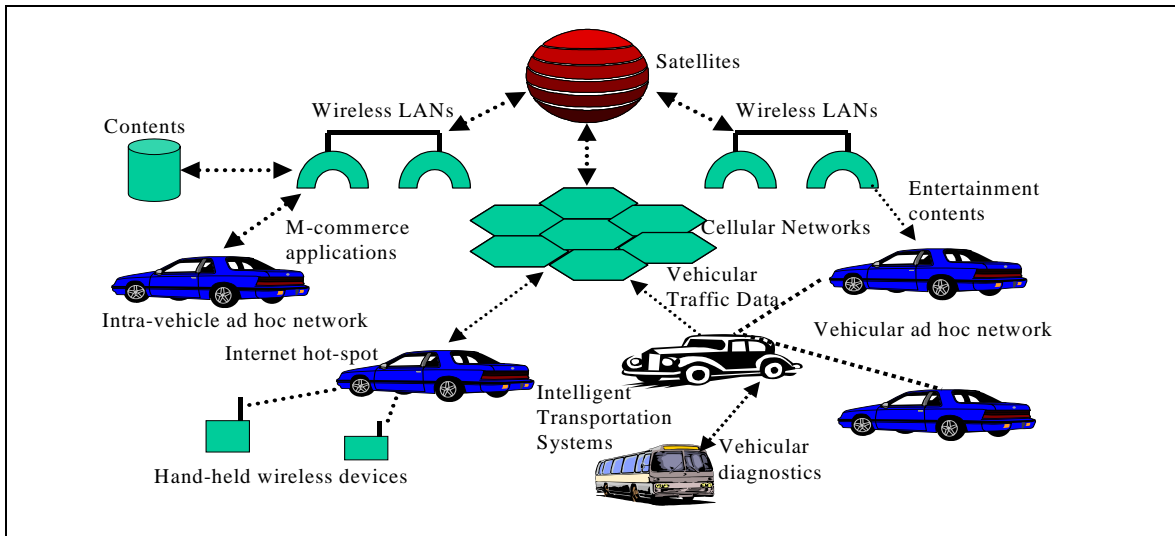 Satellites
Wireless LANs
Wireless LANs
Contents
Entertainment
contents
M-commerce
applications
Cellular Networks
Vehicular
Traffic Data
Intra-vehicle ad hoc network
Vehicular ad hoc network
Internet hot-spot
Intelligent
Transportation
Systems
Hand-held wireless devices
Vehicular
diagnostics